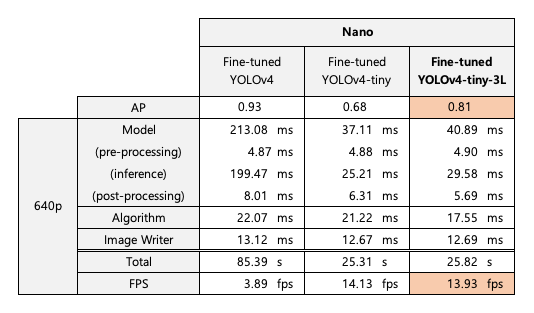 Nano
Fine-tuned YOLOv4 Fine-tuned YOLOv4-tiny Fine-tuned YOLOv4-tiny-3L
AP 0.93 0.68 0.81
640p
Model 213.08 ms 37.11 ms 40.89 ms
(pre-processing) 4.87 ms 4.88 ms 4.90 ms
(inference) 199.47 ms 25.21 ms 29.58 ms
(post-processing) 8.01 ms 6.31 ms 5.69 ms
Algorithm 22.07 ms 21.22 ms 17.55 ms
Image Writer 13.12 ms 12.67 ms 12.69 ms
Total 85.39 s 25.31 s 25.82 s
FPS 3.89 fps 14.13 fps 13.93 fps